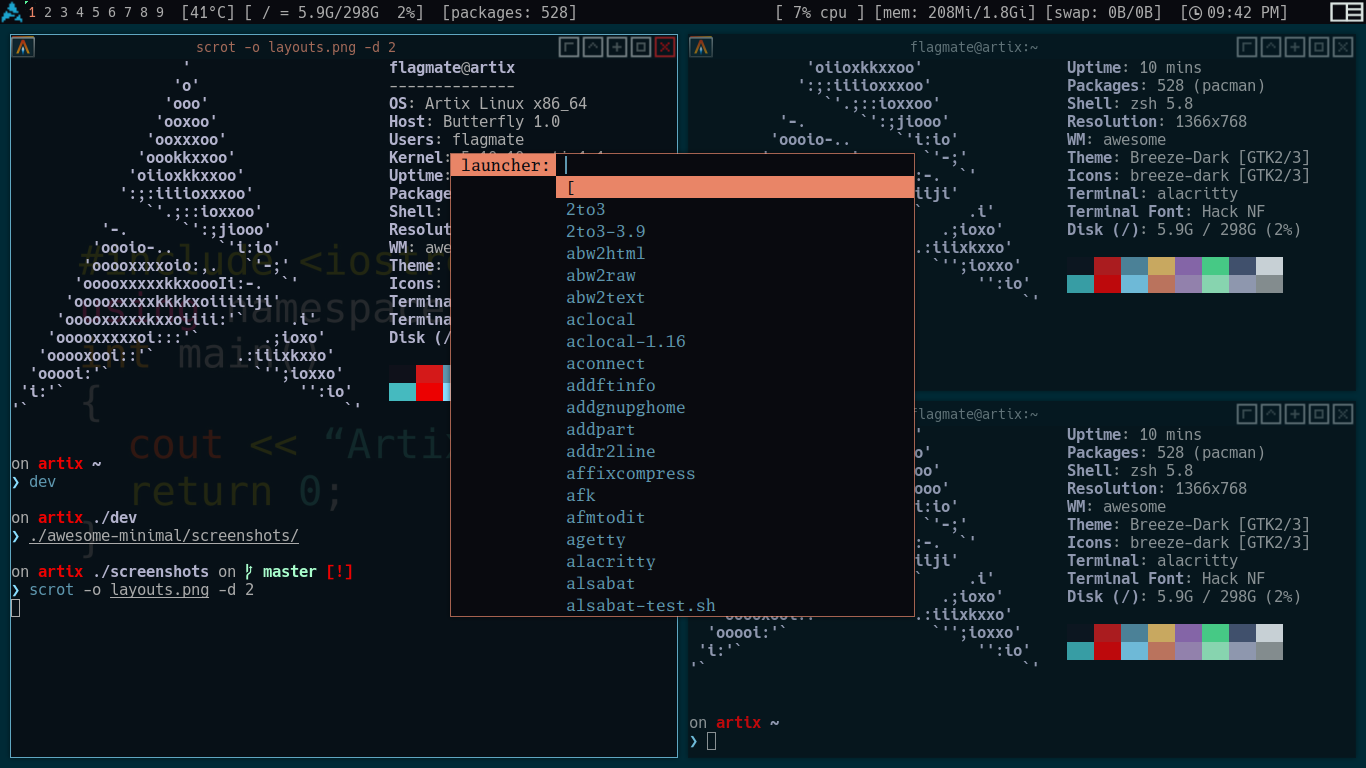 1 2 3 4 5 6 7 8 9 [41°C] [ / = 5.9G/298G 2%] [packages: 528] [ 7% cpu ] [mem: 208Mi/1.8Gi] [swap: 0B/0B] [09:42 PM]
scrot -o layouts.png -d 2
flagmate@artix
--------------
OS: Artix Linux x86_64
Host: Butterfly 1.0
Users: flagmate
Kernel:
Uptime:
Package
Shell:
Resolut
WM: awe
Theme:
Icons:
Termina
Termina
Disk (/
#include <iostre
using namespace
int main()
{
cout << “Artix
return 0;
}
on artix ~
❯ dev
on artix ./dev
❯ ./awesome-minimal/screenshots/
on artix ./screenshots on master [!]
❯ scrot -o layouts.png -d 2
launcher:
[
2to3
2to3-3.9
abw2html
abw2raw
abw2text
aclocal
aclocal-1.16
aconnect
addftinfo
addgnupghome
addpart
addr2line
affixcompress
afk
afmtodit
agetty
alacritty
alsabat
alsabat-test.sh
flagmate@artix:~
Uptime: 10 mins
Packages: 528 (pacman)
Shell: zsh 5.8
Resolution: 1366x768
WM: awesome
Theme: Breeze-Dark [GTK2/3]
Icons: breeze-dark [GTK2/3]
Terminal: alacritty
Terminal Font: Hack NF
Disk (/): 5.9G / 298G (2%)
flagmate@artix:~
Uptime: 10 mins
Packages: 528 (pacman)
Shell: zsh 5.8
Resolution: 1366x768
WM: awesome
Theme: Breeze-Dark [GTK2/3]
Icons: breeze-dark [GTK2/3]
Terminal: alacritty
Terminal Font: Hack NF
Disk (/): 5.9G / 298G (2%)
on artix ~
❯